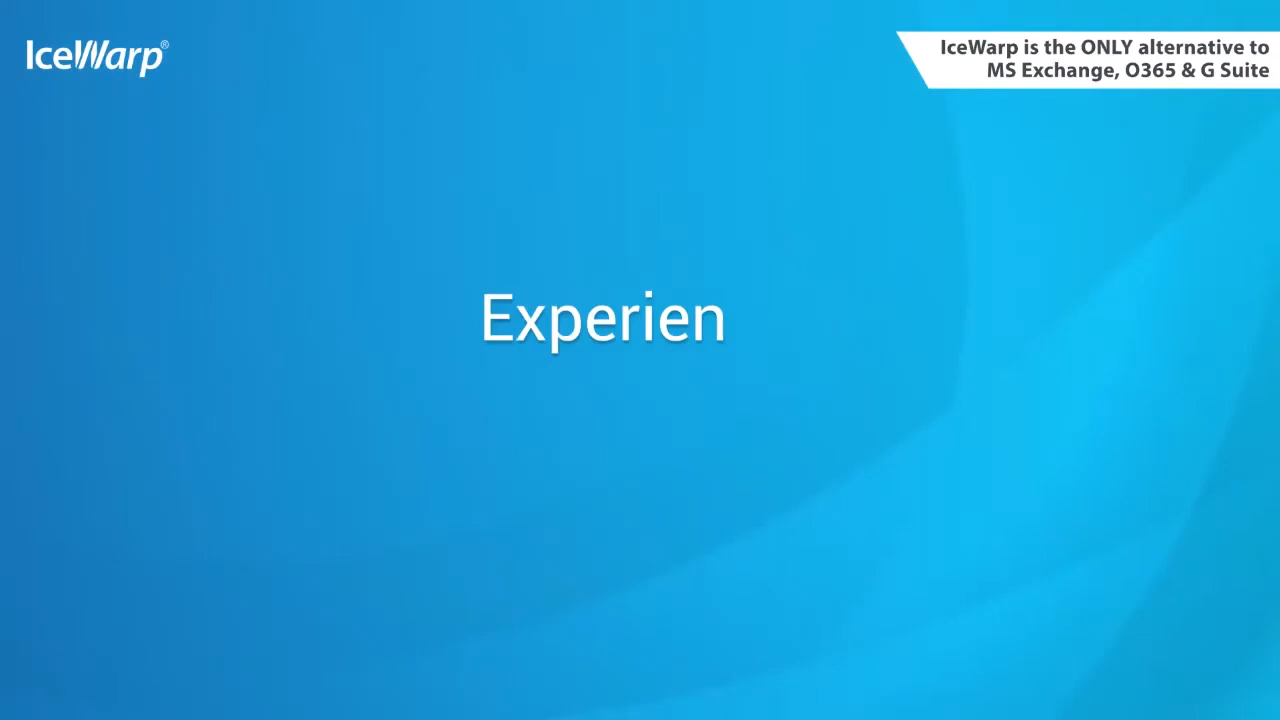 IceWarp®
IceWarp is the ONLY alternative to
MS Exchange, O365 & G Suite
Experien